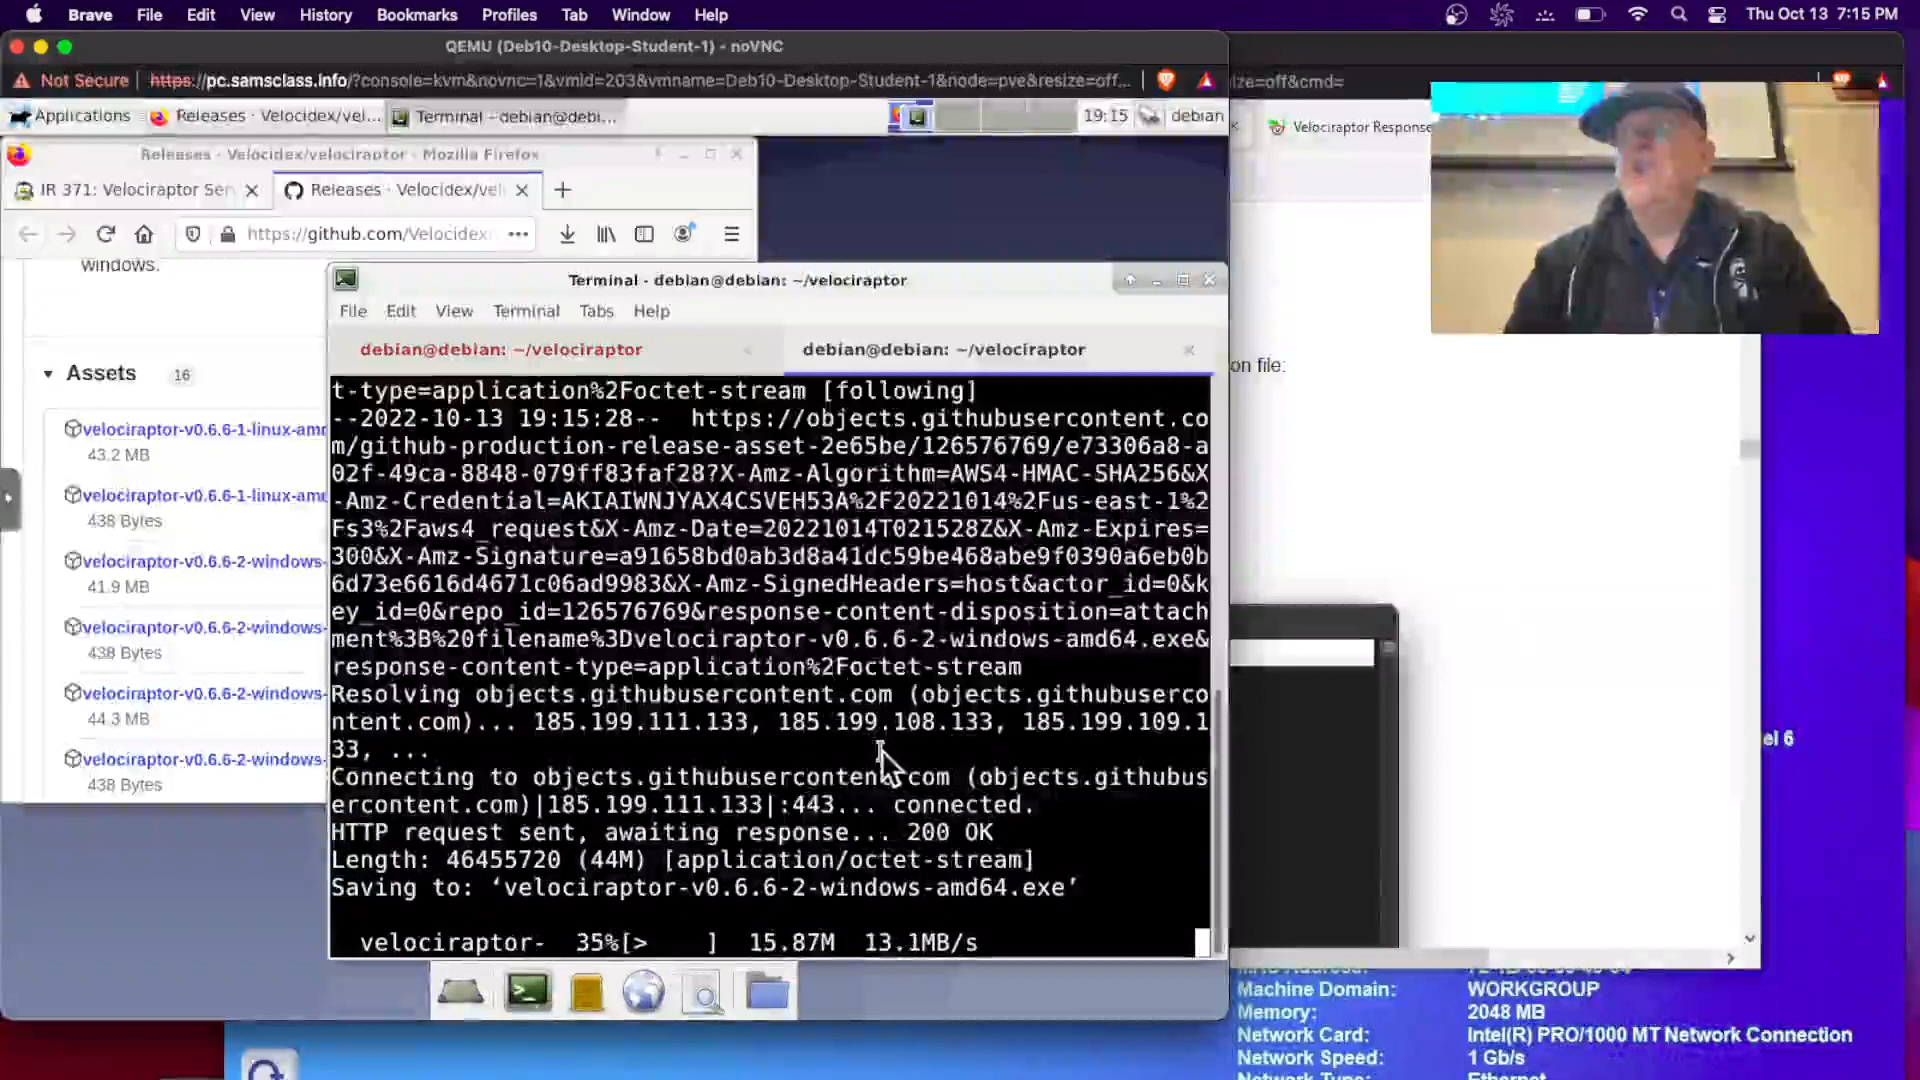 Brave File Edit View History Bookmarks Profiles Tab Window Help Thu Oct 13 7:15 PM
QEMU (Deb10-Desktop-Student-1) - noVNC
Not Secure | https://pc.samsclass.info/?console=kvm&novnc=1&vmid=203&vmname=Deb10-Desktop-Student-1&node=pve&resize=off... ize=off&cmd=
Applications Releases · Velocidex/vel... Terminal - debian@debi... 19:15 debian
Velociraptor Response
Releases · Velocidex/velociraptor - Mozilla Firefox
IR 371: Velociraptor Ser Releases · Velocidex/vel
https://github.com/Velocidex
windows.
Terminal - debian@debian: ~/velociraptor
File Edit View Terminal Tabs Help
debian@debian: ~/velociraptor debian@debian: ~/velociraptor
on file:
Assets 16
velociraptor-v0.6.6-1-linux-am
43.2 MB
velociraptor-v0.6.6-1-linux-am
438 Bytes
velociraptor-v0.6.6-2-windows-
41.9 MB
velociraptor-v0.6.6-2-windows-
438 Bytes
velociraptor-v0.6.6-2-windows-
44.3 MB
velociraptor-v0.6.6-2-windows-
438 Bytes
t-type=application%2Foctet-stream [following]
--2022-10-13 19:15:28-- https://objects.githubusercontent.co
m/github-production-release-asset-2e65be/126576769/e73306a8-a
02f-49ca-8848-079ff83faf28?X-Amz-Algorithm=AWS4-HMAC-SHA256&X
-Amz-Credential=AKIAIWNJYAX4CSVEH53A%2F20221014%2Fus-east-1%2
Fs3%2Faws4_request&X-Amz-Date=20221014T021528Z&X-Amz-Expires=
300&X-Amz-Signature=a91658bd0ab3d8a41dc59be468abe9f0390a6eb0b
6d73e6616d4671c06ad9983&X-Amz-SignedHeaders=host&actor_id=0&k
ey_id=0&repo_id=126576769&response-content-disposition=attach
ment%3B%20filename%3Dvelociraptor-v0.6.6-2-windows-amd64.exe&
response-content-type=application%2Foctet-stream
Resolving objects.githubusercontent.com (objects.githubuserco
ntent.com)... 185.199.111.133, 185.199.108.133, 185.199.109.1
33, ...
Connecting to objects.githubusercontent.com (objects.githubus
ercontent.com)|185.199.111.133|:443... connected.
HTTP request sent, awaiting response... 200 OK
Length: 46455720 (44M) [application/octet-stream]
Saving to: ‘velociraptor-v0.6.6-2-windows-amd64.exe’
velociraptor- 35%[> ] 15.87M 13.1MB/s
el 6
Machine Domain: WORKGROUP
Memory: 2048 MB
Network Card: Intel(R) PRO/1000 MT Network Connection
Network Speed: 1 Gb/s